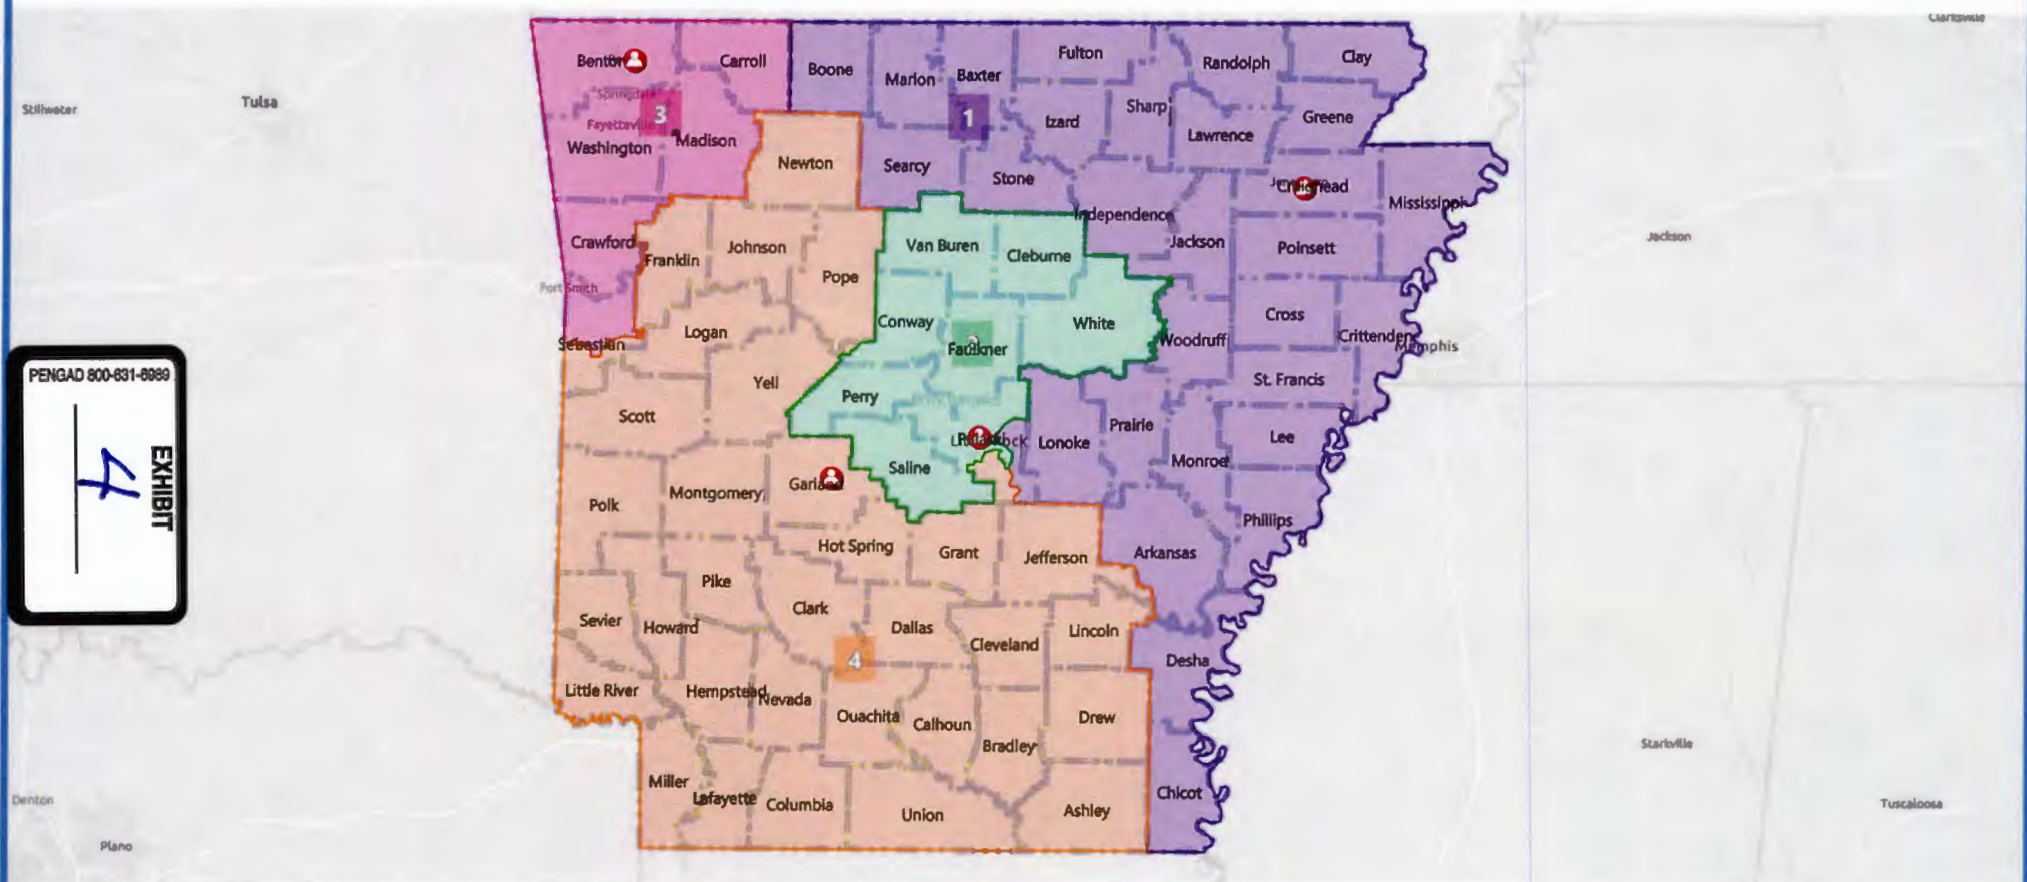 Clarksville
Benton
Carroll
Boone
Marion
Baxter
Fulton
Randolph
Clay
Stillwater
Tulsa
Springdale
3
1
Sharp
Greene
Fayetteville
Madison
Izard
Lawrence
Washington
Newton
Searcy
Stone
Craighead
Mississippi
Independence
Crawford
Franklin
Johnson
Van Buren
Cleburne
Jackson
Poinsett
Jackson
Pope
Fort Smith
Logan
Conway
White
Cross
Sebastian
Faulkner
Woodruff
Crittenden
Memphis
PENGAD 800-631-6989
Yell
Perry
St. Francis
Scott
Lonoke
Prairie
Lee
Saline
Monroe
EXHIBIT
4
Polk
Montgomery
Garland
Phillips
Hot Spring
Grant
Jefferson
Arkansas
Pike
Clark
Sevier
Howard
Dallas
Cleveland
Lincoln
4
Desha
Little River
Hempstead
Nevada
Ouachita
Calhoun
Drew
Bradley
Starkville
Miller
Lafayette
Columbia
Union
Ashley
Chicot
Denton
Tuscaloosa
Plano